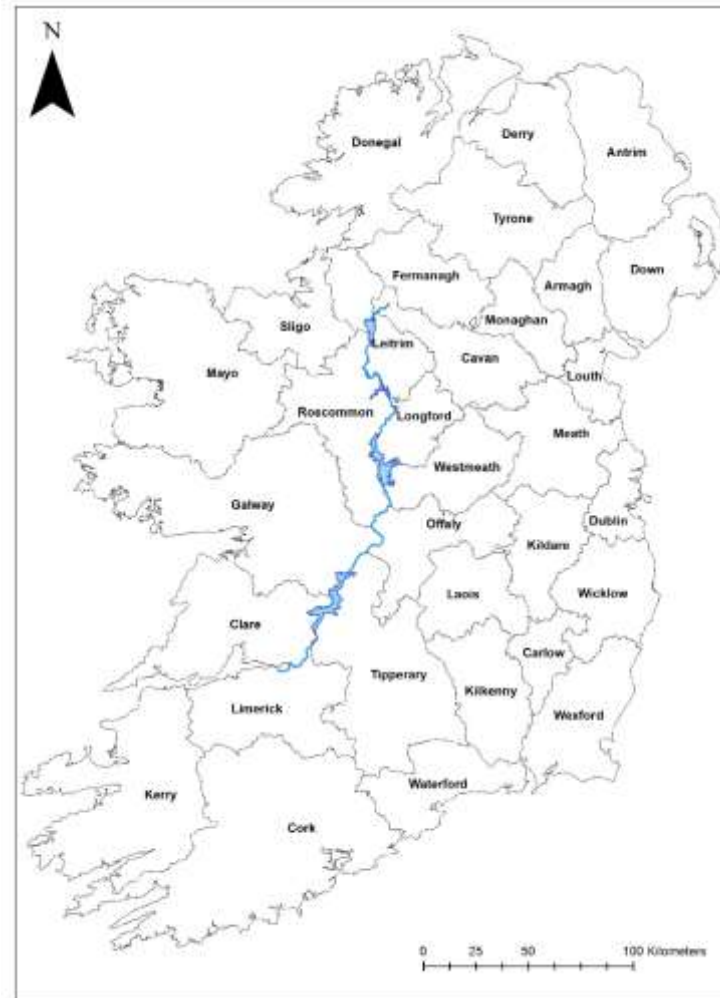 N
Donegal
Derry
Antrim
Tyrone
Fermanagh
Armagh
Down
Monaghan
Sligo
Leitrim
Cavan
Mayo
Louth
Roscommon
Longford
Meath
Westmeath
Galway
Offaly
Dublin
Kildare
Laois
Wicklow
Clare
Carlow
Tipperary
Kilkenny
Limerick
Wexford
Waterford
Kerry
Cork
0 25 50 100 Kilometers